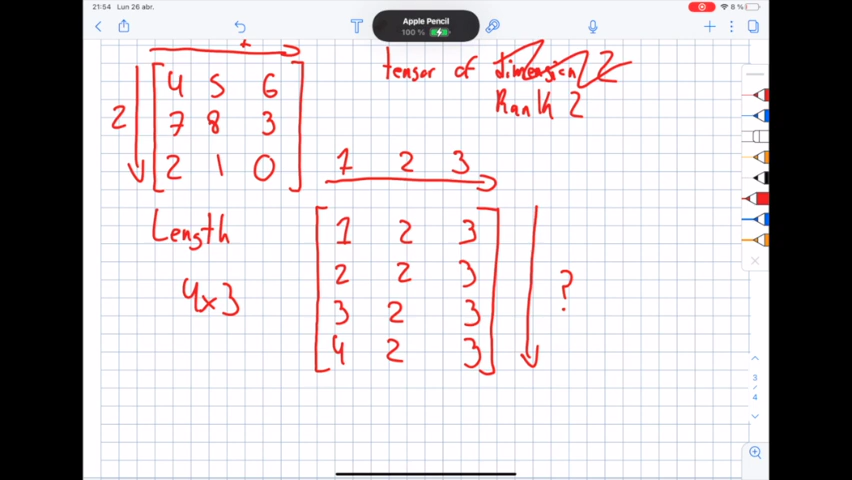 21:54 Lun 26 abr.
8 %
Apple Pencil
100 %
T
tensor of dimension 2
Rank 2
4 5 6
2 7 8 3
2 1 0
1 2 3
Length
4x3
1 2 3
2 2 3
3 2 3
4 2 3
?
3
/
4